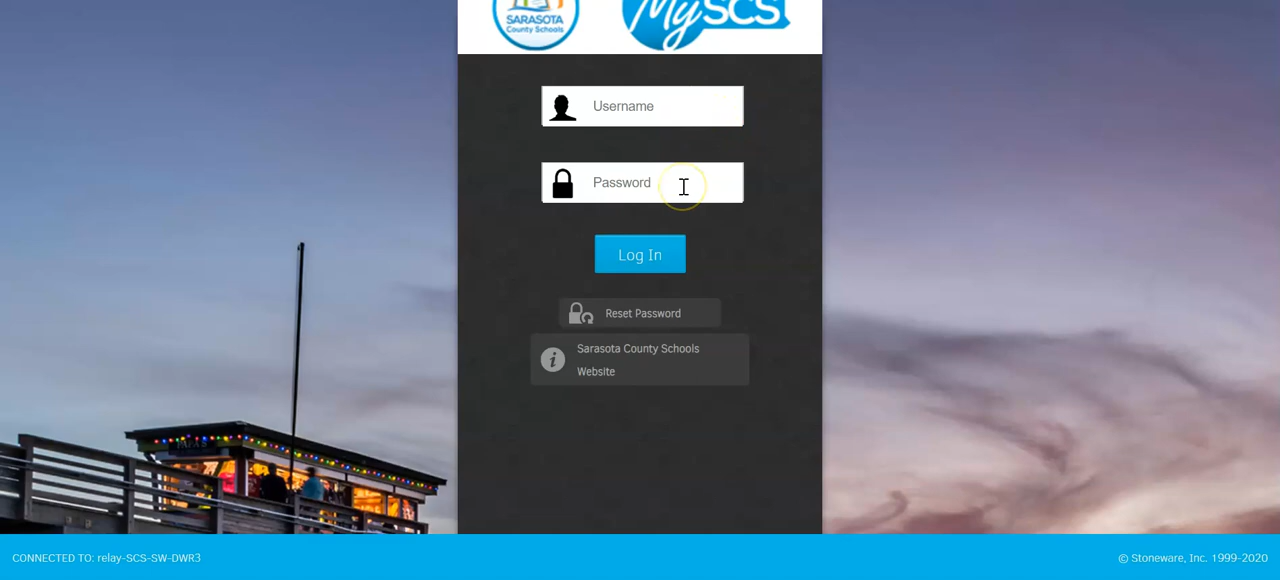 SARASOTA
County Schools
MySCS
Username
Password
Log In
Reset Password
Sarasota County Schools
Website
CONNECTED TO: relay-SCS-SW-DWR3
© Stoneware, Inc. 1999-2020